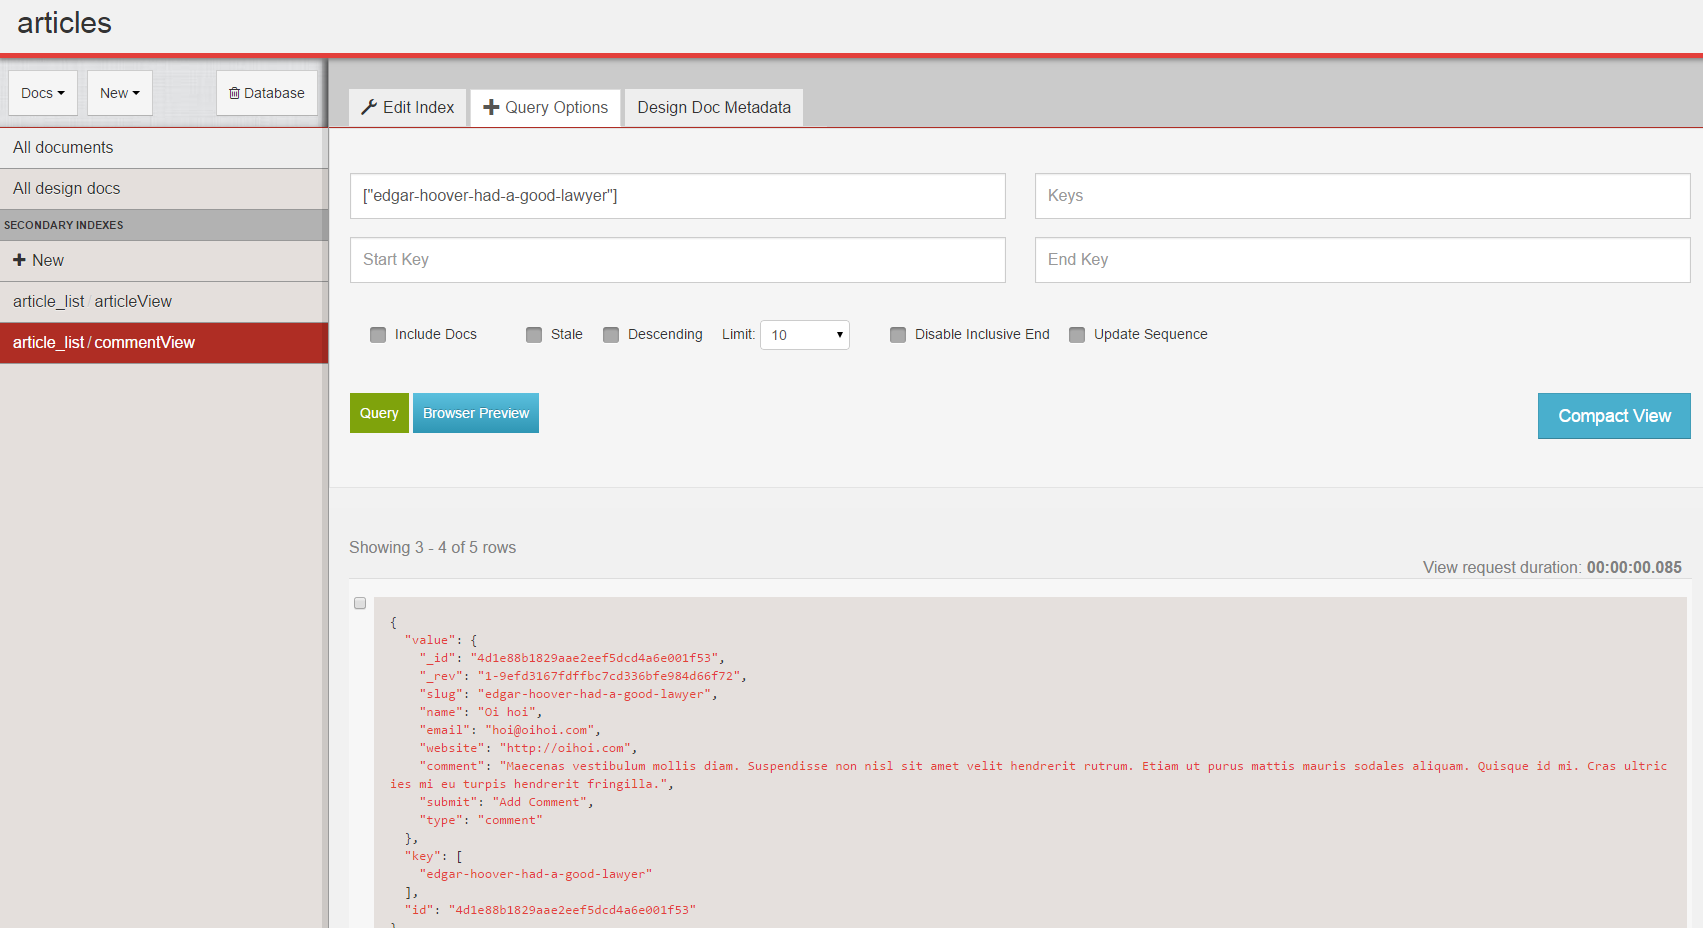 articles
Docs New Database
Edit Index Query Options Design Doc Metadata
All documents
All design docs
SECONDARY INDEXES
New
article_list/articleView
article_list/commentView
["edgar-hoover-had-a-good-lawyer"] Keys
Start Key End Key
Include Docs Stale Descending Limit: 10 Disable Inclusive End Update Sequence
Query Browser Preview Compact View
Showing 3 - 4 of 5 rows
View request duration: 00:00:00.085
{
"value": {
"_id": "4d1e88b1829aae2eef5dcd4a6e001f53",
"_rev": "1-9efd3167fdffbc7cd336bfe984d66f72",
"slug": "edgar-hoover-had-a-good-lawyer",
"name": "Oi hoi",
"email": "hoi@oihoi.com",
"website": "http://oihoi.com",
"comment": "Maecenas vestibulum mollis diam. Suspendisse non nisl sit amet velit hendrerit rutrum. Etiam ut purus mattis mauris sodales aliquam. Quisque id mi. Cras ultric
ies mi eu turpis hendrerit fringilla.",
"submit": "Add Comment",
"type": "comment"
},
"key": [
"edgar-hoover-had-a-good-lawyer"
],
"id": "4d1e88b1829aae2eef5dcd4a6e001f53"
}